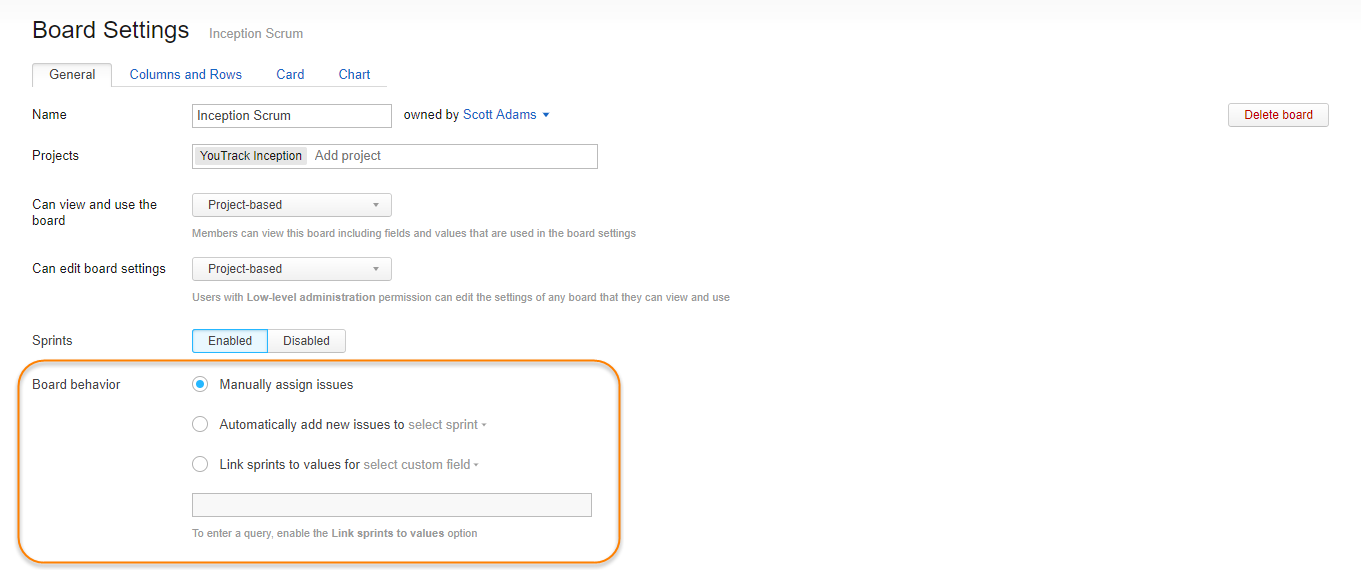 Board Settings Inception Scrum
General Columns and Rows Card Chart
Name Inception Scrum owned by Scott Adams Delete board
Projects YouTrack Inception Add project
Can view and use the
board
Project-based
Members can view this board including fields and values that are used in the board settings
Can edit board settings Project-based
Users with Low-level administration permission can edit the settings of any board that they can view and use
Sprints Enabled Disabled
Board behavior Manually assign issues
Automatically add new issues to select sprint
Link sprints to values for select custom field
To enter a query, enable the Link sprints to values option